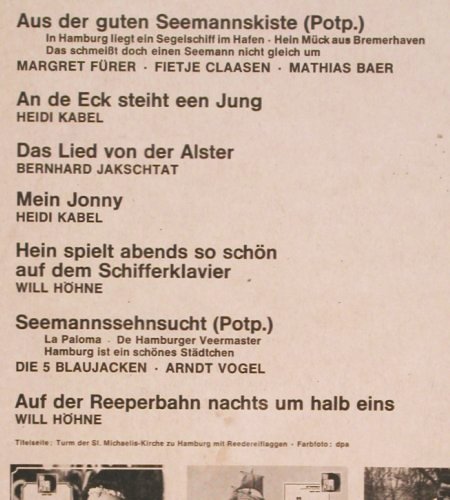 Aus der guten Seemannskiste (Potp.)
In Hamburg liegt ein Segelschiff im Hafen · Hein Mück aus Bremerhaven
Das schmeißt doch einen Seemann nicht gleich um
MARGRET FÜRER · FIETJE CLAASEN · MATHIAS BAER
An de Eck steiht een Jung
HEIDI KABEL
Das Lied von der Alster
BERNHARD JAKSCHTAT
Mein Jonny
HEIDI KABEL
Hein spielt abends so schön
auf dem Schifferklavier
WILL HÖHNE
Seemannssehnsucht (Potp.)
La Paloma · De Hamburger Veermaster
Hamburg ist ein schönes Städtchen
DIE 5 BLAUJACKEN · ARNDT VOGEL
Auf der Reeperbahn nachts um halb eins
WILL HÖHNE
Titelseite: Turm der St. Michaelis-Kirche zu Hamburg mit Reedereiflaggen · Farbfoto: dpa